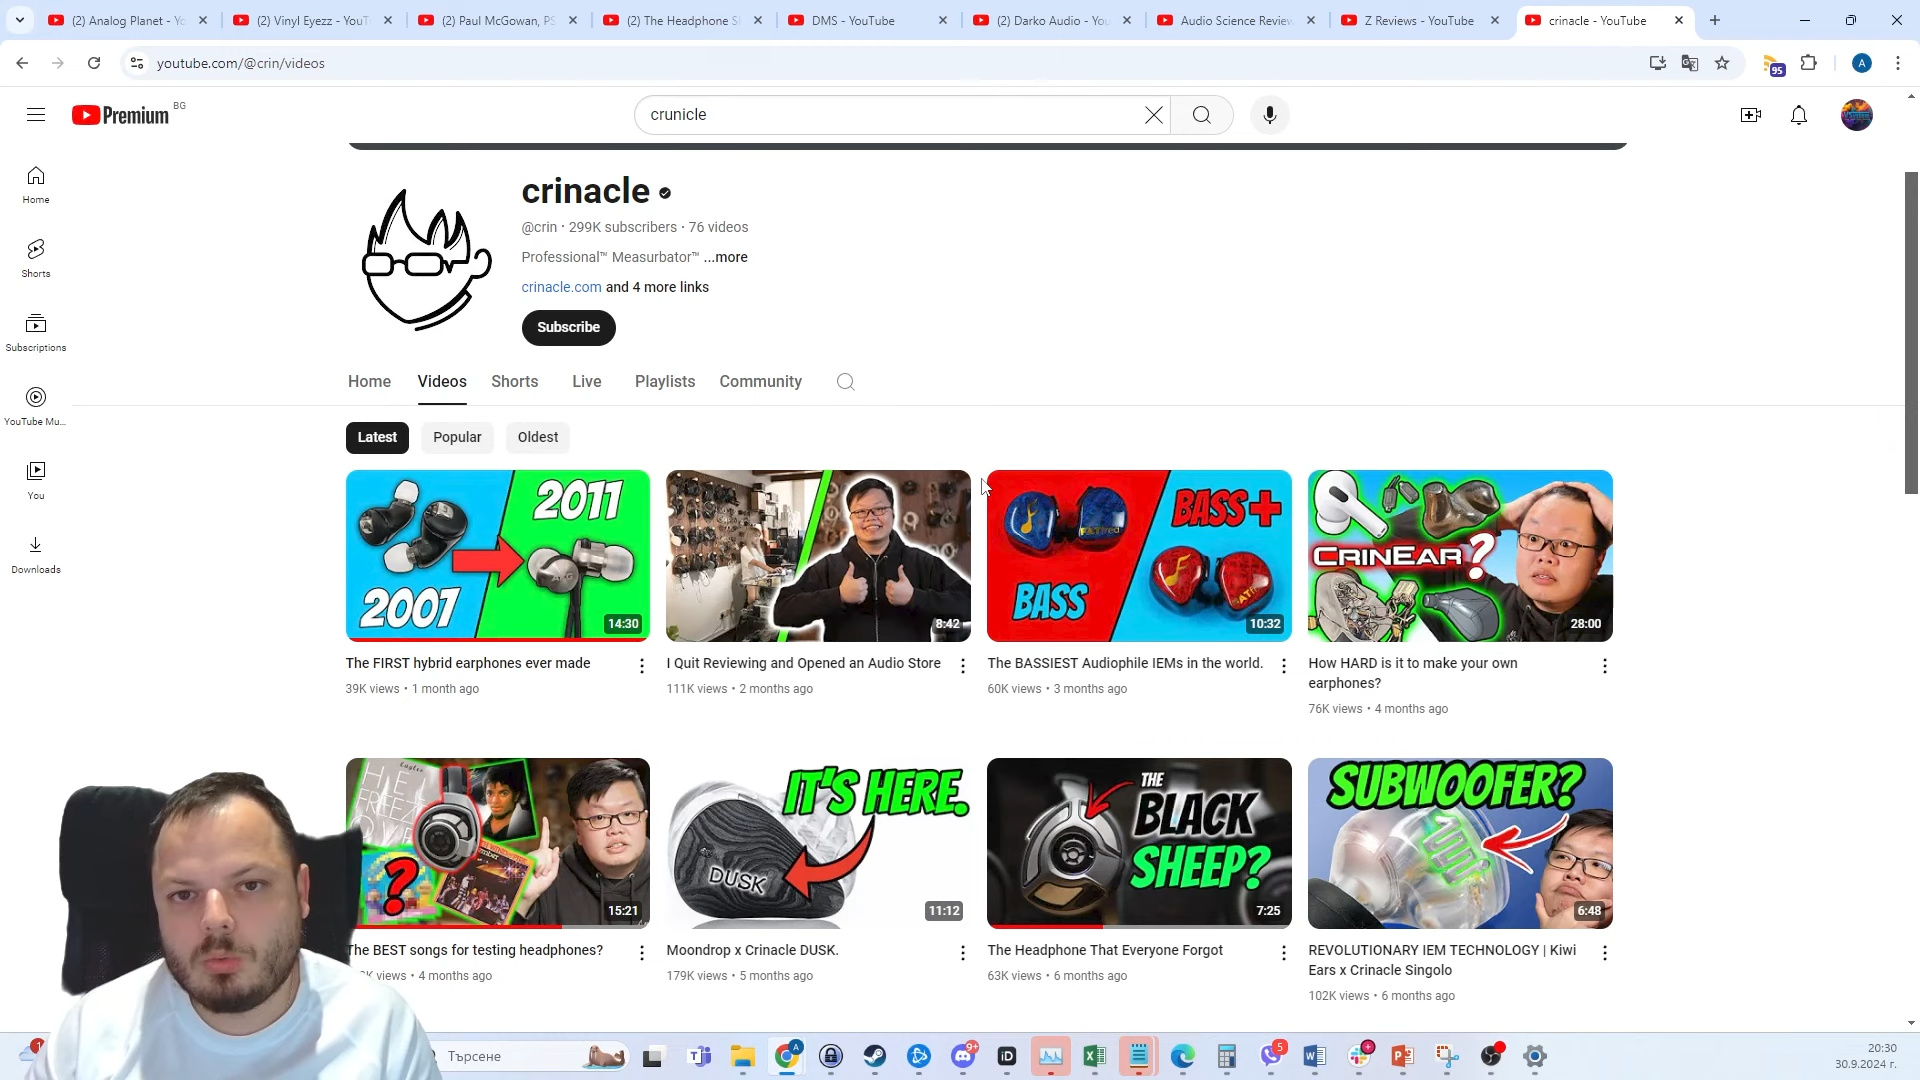 (2) Analog Planet - Yo
(2) Vinyl Eyezz - YouT
(2) Paul McGowan, PS
(2) The Headphone S
DMS - YouTube
(2) Darko Audio - You
Audio Science Review
Z Reviews - YouTube
crinacle - YouTube
youtube.com/@crin/videos
95
A
Premium
BG
crunicle
Home
Shorts
Subscriptions
YouTube Mu...
You
Downloads
crinacle
@crin · 299K subscribers · 76 videos
Professional™ Measurbator™ ...more
crinacle.com and 4 more links
Subscribe
Home
Videos
Shorts
Live
Playlists
Community
Latest
Popular
Oldest
2011
2007
AKG
14:30
The FIRST hybrid earphones ever made
39K views • 1 month ago
8:42
I Quit Reviewing and Opened an Audio Store
111K views • 2 months ago
BASS+
BASS
10:32
The BASSIEST Audiophile IEMs in the world.
60K views • 3 months ago
CRINEAR?
28:00
How HARD is it to make your own
earphones?
76K views • 4 months ago
Eagles
?
15:21
The BEST songs for testing headphones?
K views • 4 months ago
IT'S HERE.
DUSK
11:12
Moondrop x Crinacle DUSK.
179K views • 5 months ago
THE
BLACK
SHEEP?
7:25
The Headphone That Everyone Forgot
63K views • 6 months ago
SUBWOOFER?
6:48
REVOLUTIONARY IEM TECHNOLOGY | Kiwi
Ears x Crinacle Singolo
102K views • 6 months ago
1
Търсене
A
9+
iD
5
20:30
30.9.2024 г.